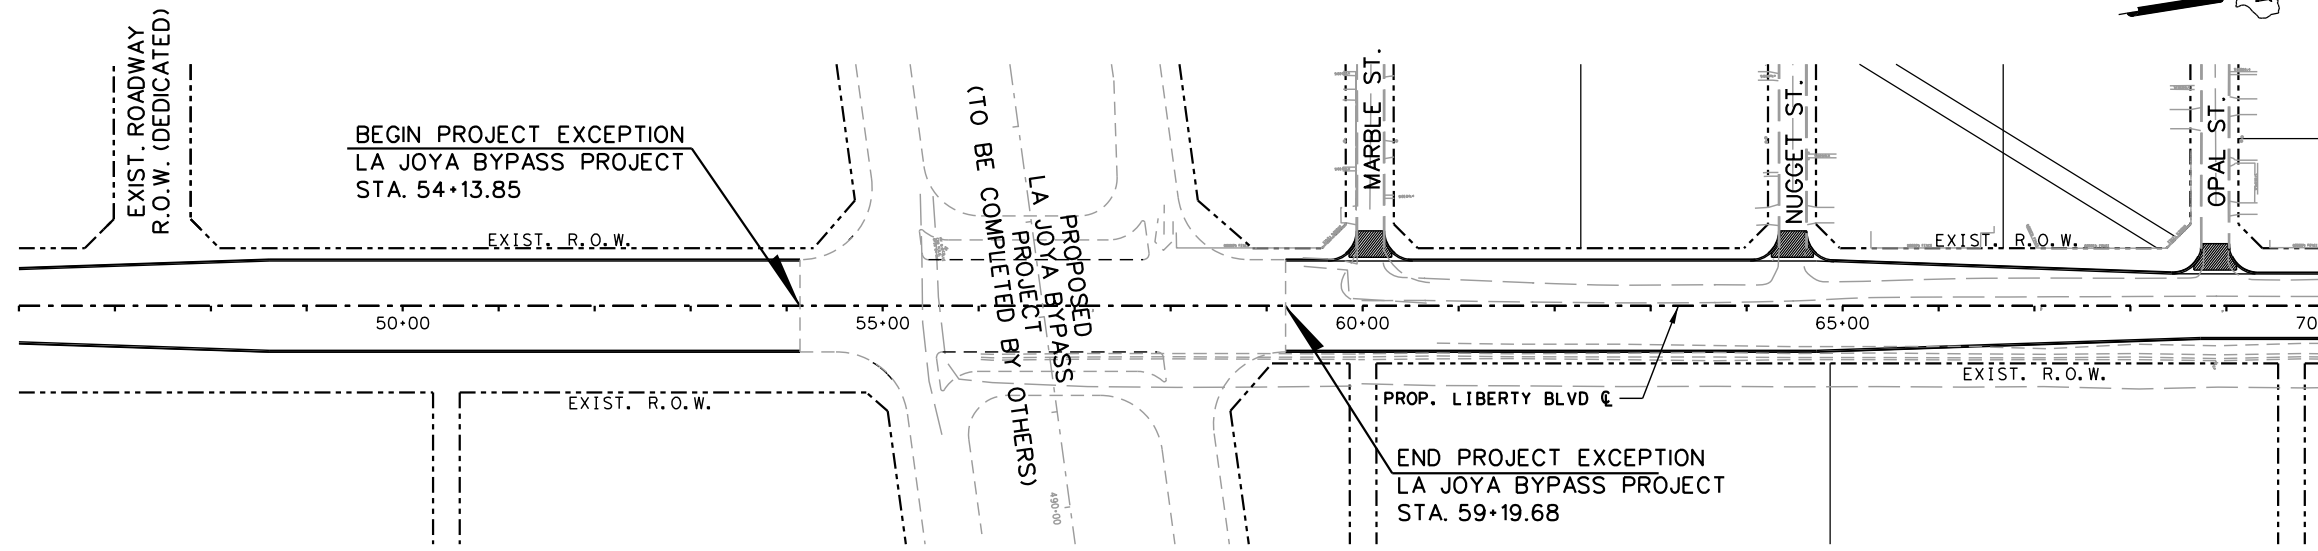 EXIST. ROADWAY
R.O.W. (DEDICATED)
BEGIN PROJECT EXCEPTION
LA JOYA BYPASS PROJECT
STA. 54+13.85
EXIST. R.O.W.
(TO BE COMPLETED BY OTHERS)
PROPOSED
LA JOYA BYPASS
PROJECT
MARBLE ST.
NUGGET ST.
OPAL ST.
EXIST. R.O.W.
50+00
55+00
60+00
65+00
70
EXIST. R.O.W.
EXIST. R.O.W.
PROP. LIBERTY BLVD ℄
END PROJECT EXCEPTION
LA JOYA BYPASS PROJECT
STA. 59+19.68
490+00